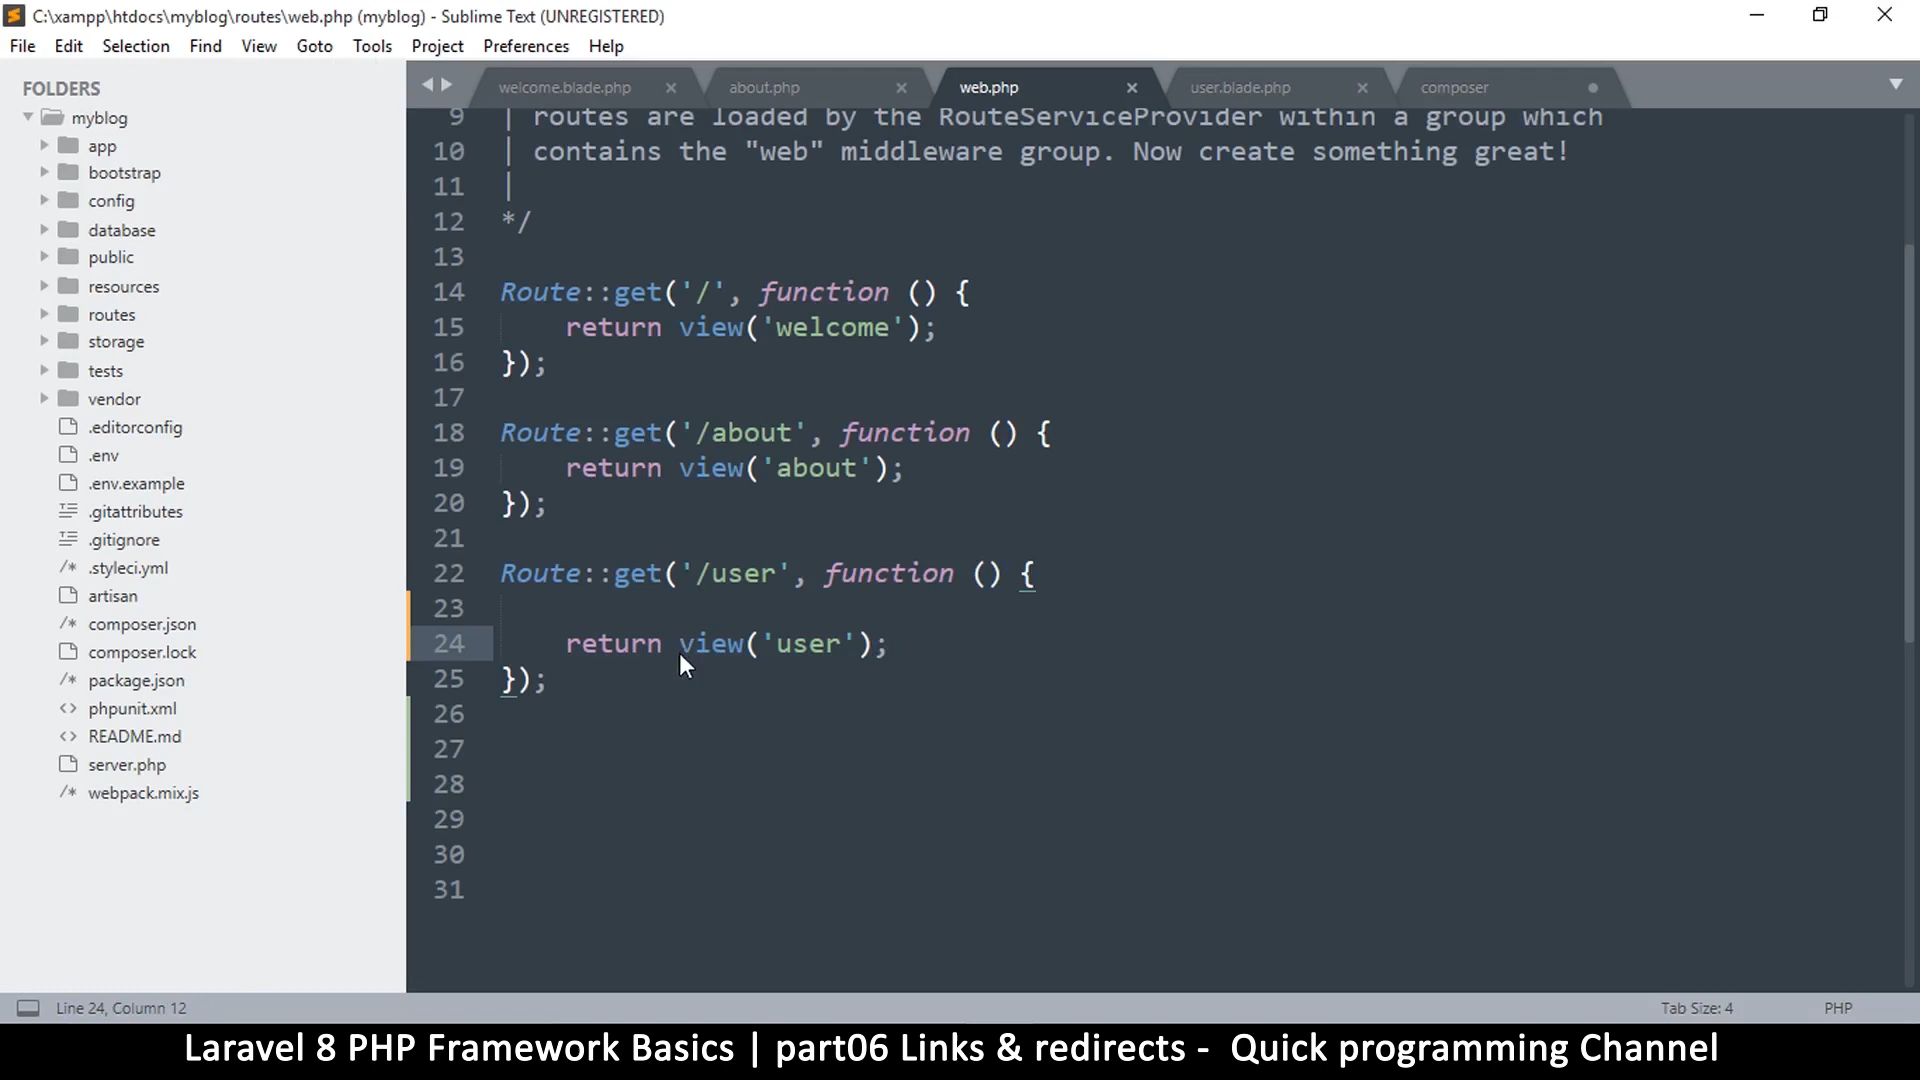 C:\xampp\htdocs\myblog\routes\web.php (myblog) - Sublime Text (UNREGISTERED)
File Edit Selection Find View Goto Tools Project Preferences Help
FOLDERS
myblog
app
bootstrap
config
database
public
resources
routes
storage
tests
vendor
.editorconfig
.env
.env.example
.gitattributes
.gitignore
/* .styleci.yml
artisan
/* composer.json
composer.lock
/* package.json
<> phpunit.xml
<> README.md
server.php
/* webpack.mix.js
welcome.blade.php about.php web.php user.blade.php composer
9 | routes are loaded by the RouteServiceProvider within a group which
10 | contains the "web" middleware group. Now create something great!
11 |
12 */
13
14 Route::get('/', function () {
15 return view('welcome');
16 });
17
18 Route::get('/about', function () {
19 return view('about');
20 });
21
22 Route::get('/user', function () {
23
24 return view('user');
25 });
26
27
28
29
30
31
Line 24, Column 12 Tab Size: 4 PHP
Laravel 8 PHP Framework Basics | part06 Links & redirects - Quick programming Channel